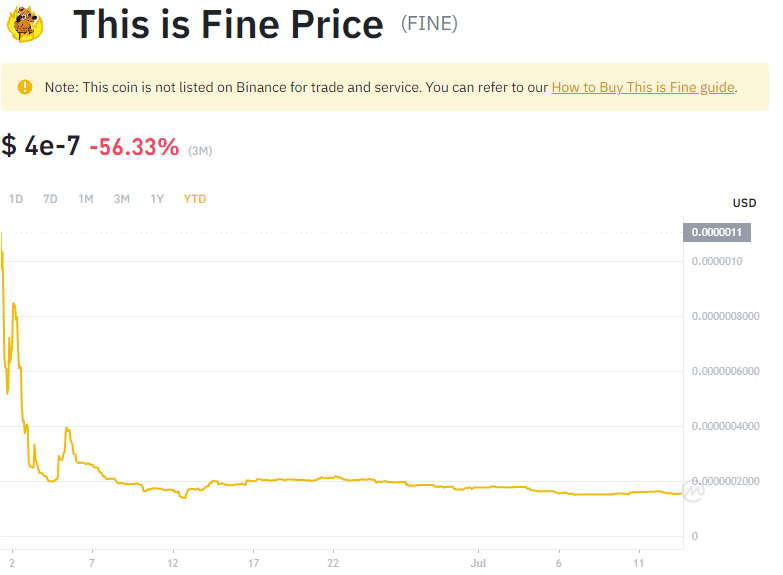 This is Fine Price (FINE)
Note: This coin is not listed on Binance for trade and service. You can refer to our How to Buy This is Fine guide.
$ 4e-7 -56.33% (3M)
1D 7D 1M 3M 1Y YTD
USD
0.0000011
0.0000010
0.0000008000
0.0000006000
0.0000004000
0.0000002000
0
2 7 12 17 22 Jul 6 11